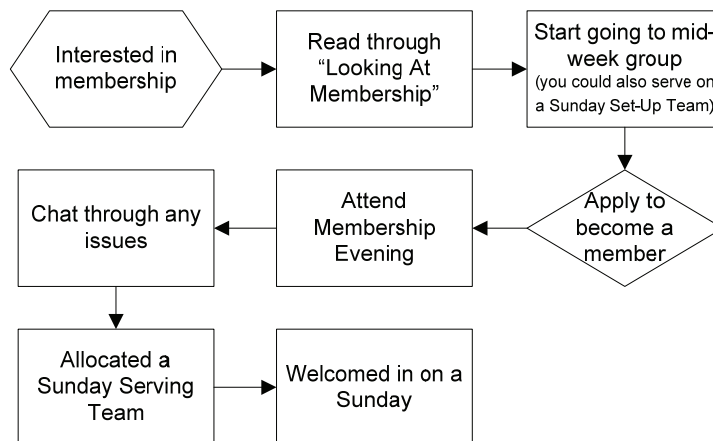 Interested in
membership
Read through
“Looking At
Membership”
Start going to mid-
week group
(you could also serve on
a Sunday Set-Up Team)
Apply to
become a
member
Attend
Membership
Evening
Chat through any
issues
Allocated a
Sunday Serving
Team
Welcomed in on a
Sunday